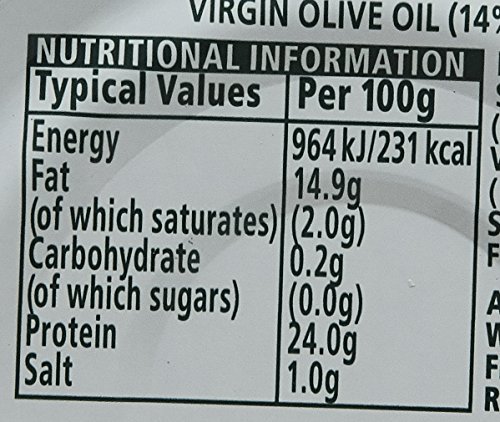 VIRGIN OLIVE OIL (14%
NUTRITIONAL INFORMATION
Typical Values Per 100g
Energy 964 kJ/231 kcal
Fat 14.9g
(of which saturates) (2.0g)
Carbohydrate 0.2g
(of which sugars) (0.0g)
Protein 24.0g
Salt 1.0g